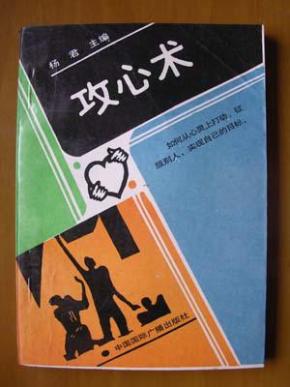 杨君 主编
攻心术
如何从心灵上打动、征
服别人、实现自己的目标、
中国国际广播出版社